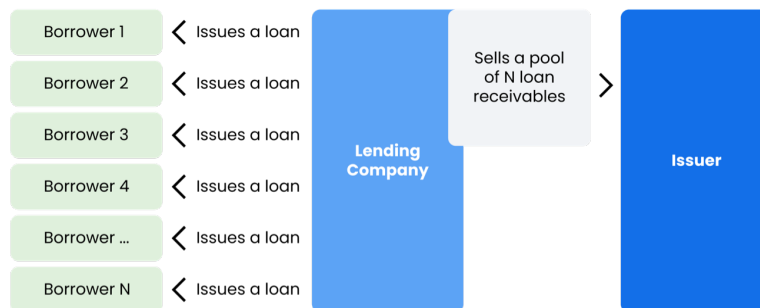 Borrower 1
Issues a loan
Borrower 2
Issues a loan
Borrower 3
Issues a loan
Borrower 4
Issues a loan
Borrower ...
Issues a loan
Borrower N
Issues a loan
Lending
Company
Sells a pool
of N loan
receivables
Issuer